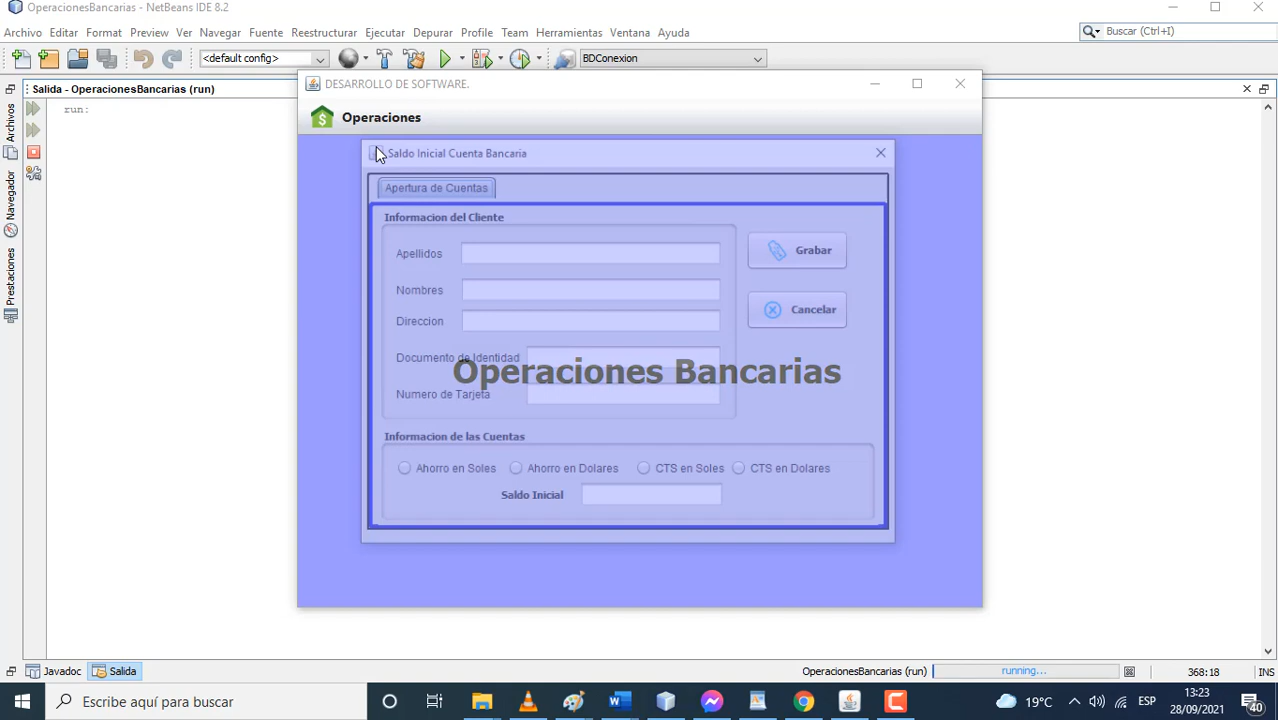 OperacionesBancarias - NetBeans IDE 8.2
Archivo Editar Format Preview Ver Navegar Fuente Reestructurar Ejecutar Depurar Profile Team Herramientas Ventana Ayuda
Buscar (Ctrl+I)
<default config>
BDConexion
Salida - OperacionesBancarias (run)
run:
Archivos
Navegador
Prestaciones
DESARROLLO DE SOFTWARE.
Operaciones
Saldo Inicial Cuenta Bancaria
Apertura de Cuentas
Informacion del Cliente
Apellidos
Grabar
Nombres
Cancelar
Direccion
Documento de Identidad
Operaciones Bancarias
Numero de Tarjeta
Informacion de las Cuentas
Ahorro en Soles Ahorro en Dolares CTS en Soles CTS en Dolares
Saldo Inicial
Javadoc Salida
OperacionesBancarias (run) running... 368:18 INS
Escribe aquí para buscar
19°C ESP 13:23
28/09/2021
40